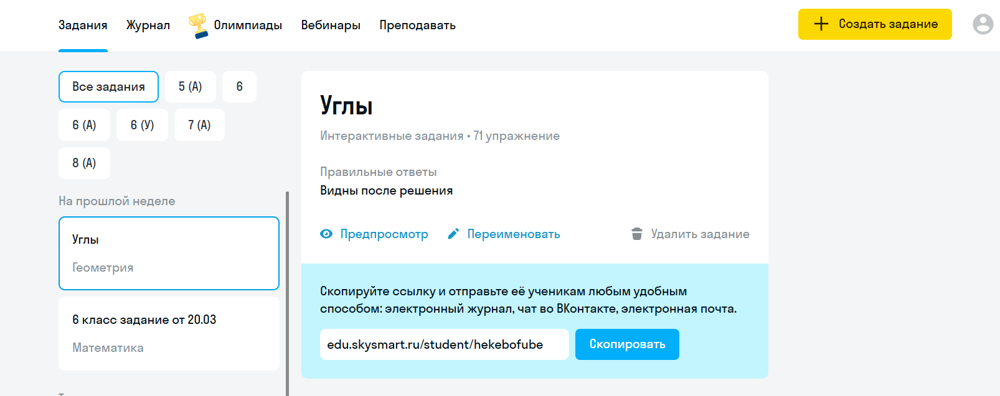 Задания Журнал Олимпиады Вебинары Преподавать Создать задание
Все задания 5 (А) 6
6 (А) 6 (У) 7 (А)
8 (А)
На прошлой неделе
Углы
Геометрия
6 класс задание от 20.03
Математика
Углы
Интерактивные задания • 71 упражнение
Правильные ответы
Видны после решения
Предпросмотр Переименовать Удалить задание
Скопируйте ссылку и отправьте её ученикам любым удобным
способом: электронный журнал, чат во ВКонтакте, электронная почта.
edu.skysmart.ru/student/hekebofube Скопировать